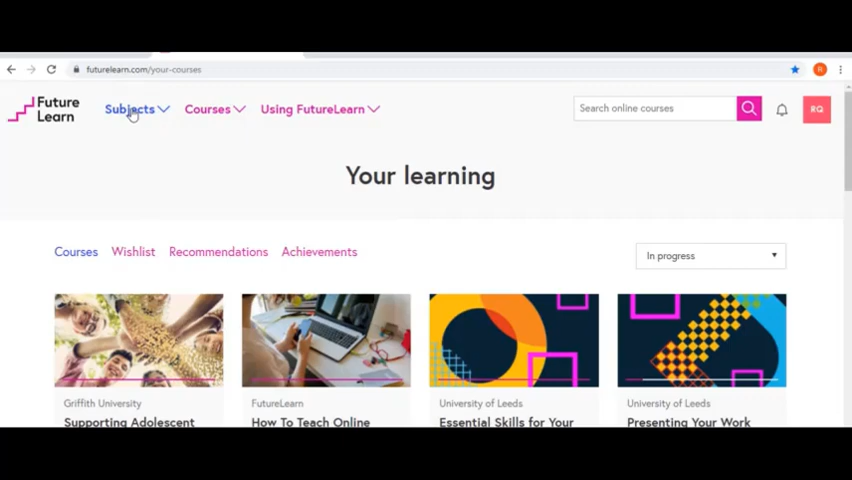 futurelearn.com/your-courses
R
Future
Learn
Subjects
Courses
Using FutureLearn
Search online courses
RQ
Your learning
Courses
Wishlist
Recommendations
Achievements
In progress
Griffith University
FutureLearn
University of Leeds
University of Leeds
Supporting Adolescent
How To Teach Online
Essential Skills for Your
Presenting Your Work